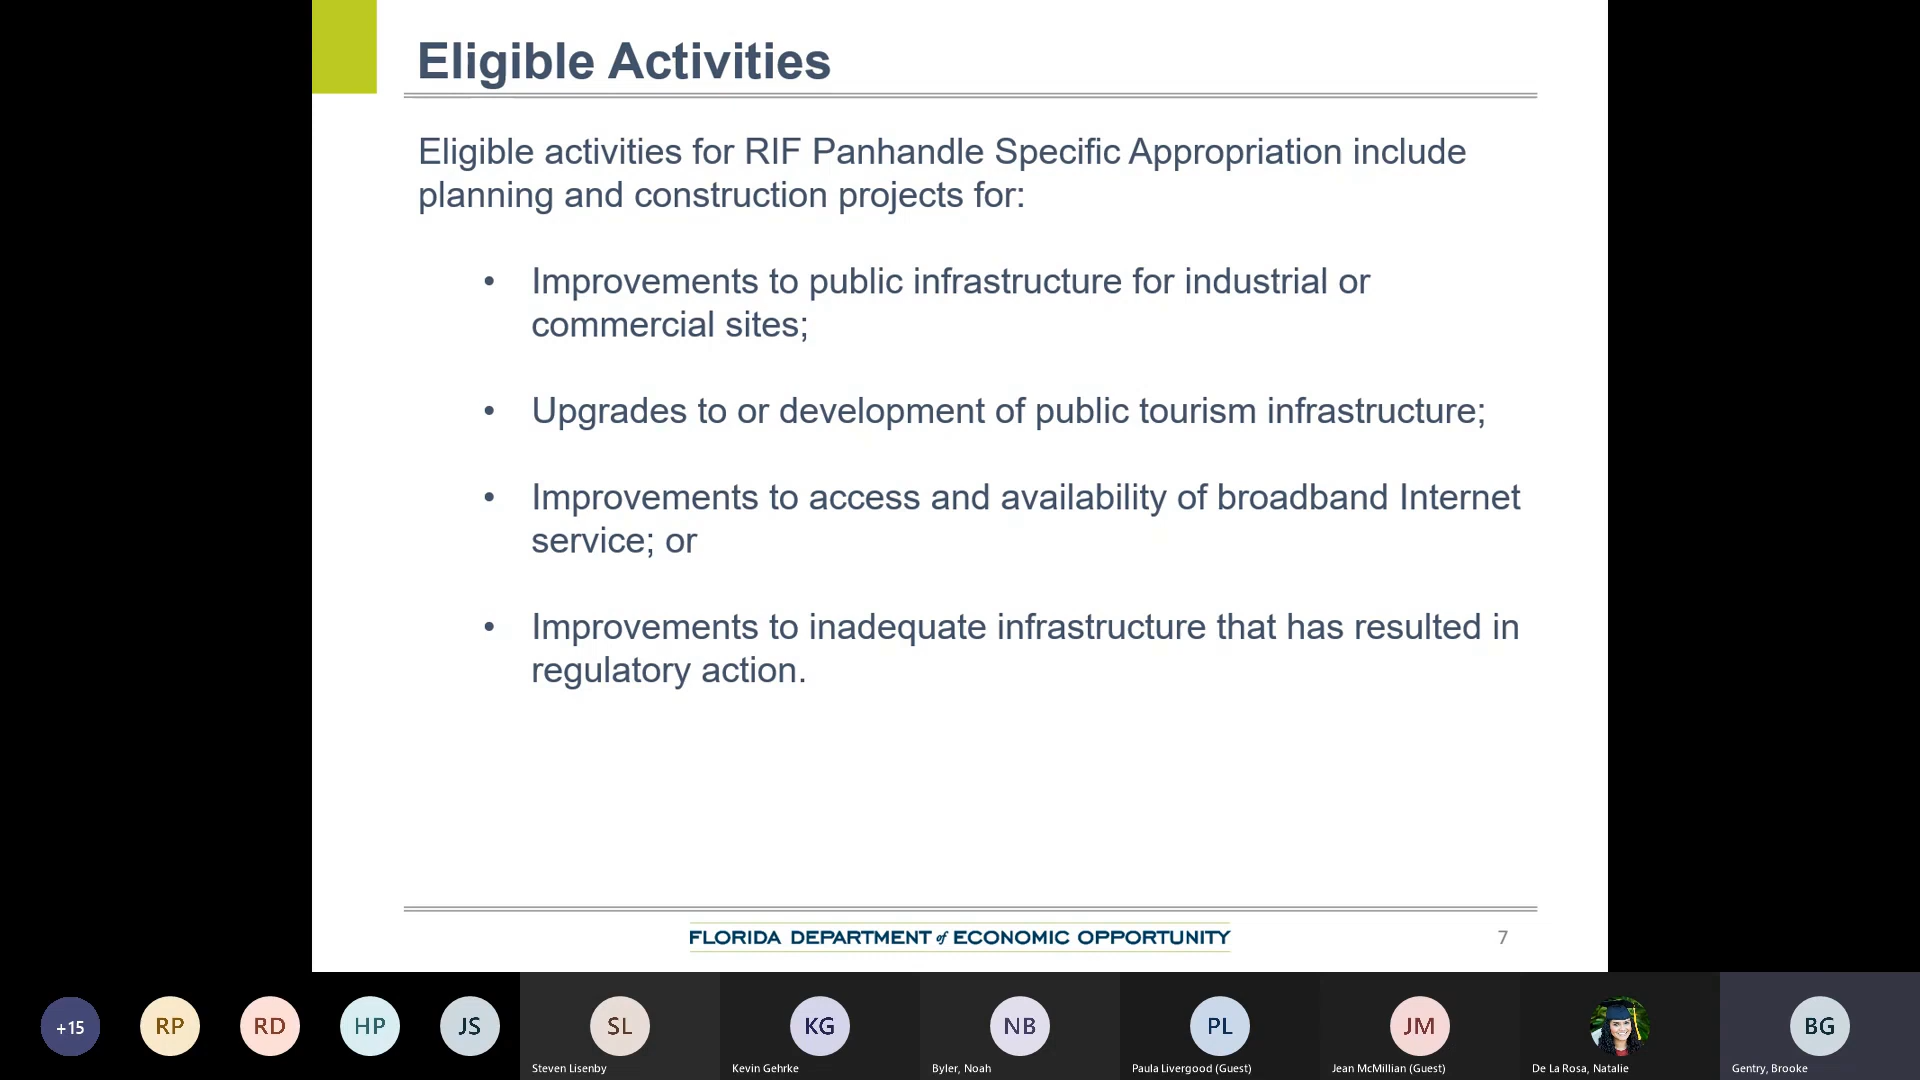 Eligible Activities
Eligible activities for RIF Panhandle Specific Appropriation include
planning and construction projects for:
• Improvements to public infrastructure for industrial or
commercial sites;
• Upgrades to or development of public tourism infrastructure;
• Improvements to access and availability of broadband Internet
service; or
• Improvements to inadequate infrastructure that has resulted in
regulatory action.
FLORIDA DEPARTMENT of ECONOMIC OPPORTUNITY
7
+15
RP
RD
HP
JS
SL
Steven Lisenby
KG
Kevin Gehrke
NB
Byler, Noah
PL
Paula Livergood (Guest)
JM
Jean McMillian (Guest)
De La Rosa, Natalie
BG
Gentry, Brooke